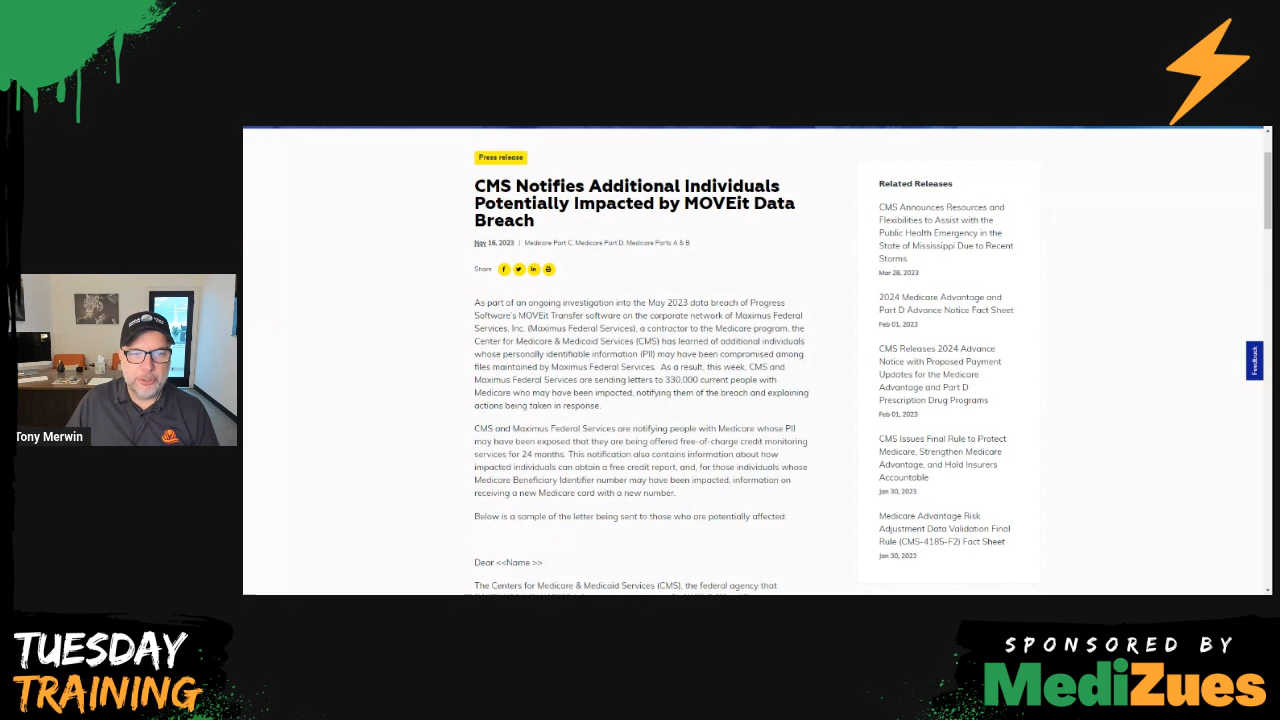 Press release
CMS Notifies Additional Individuals
Potentially Impacted by MOVEit Data
Breach
Nov 16, 2023 | Medicare Part C, Medicare Part D, Medicare Parts A & B
Share
As part of an ongoing investigation into the May 2023 data breach of Progress
Software's MOVEit Transfer software on the corporate network of Maximus Federal
Services, Inc. (Maximus Federal Services), a contractor to the Medicare program, the
Center for Medicare & Medicaid Services (CMS) has learned of additional individuals
whose personally identifiable information (PII) may have been compromised among
files maintained by Maximus Federal Services. As a result, this week, CMS and
Maximus Federal Services are sending letters to 330,000 current people with
Medicare who may have been impacted, notifying them of the breach and explaining
actions being taken in response.
CMS and Maximus Federal Services are notifying people with Medicare whose PII
may have been exposed that they are being offered free-of-charge credit monitoring
services for 24 months. This notification also contains information about how
impacted individuals can obtain a free credit report, and, for those individuals whose
Medicare Beneficiary Identifier number may have been impacted, information on
receiving a new Medicare card with a new number.
Below is a sample of the letter being sent to those who are potentially affected:
Dear <<Name >>
The Centers for Medicare & Medicaid Services (CMS), the federal agency that
Related Releases
CMS Announces Resources and
Flexibilities to Assist with the
Public Health Emergency in the
State of Mississippi Due to Recent
Storms
Mar 28, 2023
2024 Medicare Advantage and
Part D Advance Notice Fact Sheet
Feb 01, 2023
CMS Releases 2024 Advance
Notice with Proposed Payment
Updates for the Medicare
Advantage and Part D
Prescription Drug Programs
Feb 01, 2023
CMS Issues Final Rule to Protect
Medicare, Strengthen Medicare
Advantage, and Hold Insurers
Accountable
Jan 30, 2023
Medicare Advantage Risk
Adjustment Data Validation Final
Rule (CMS-4185-F2) Fact Sheet
Jan 30, 2023
Feedback
Tony Merwin
TUESDAY
TRAINING
SPONSORED BY
MediZues